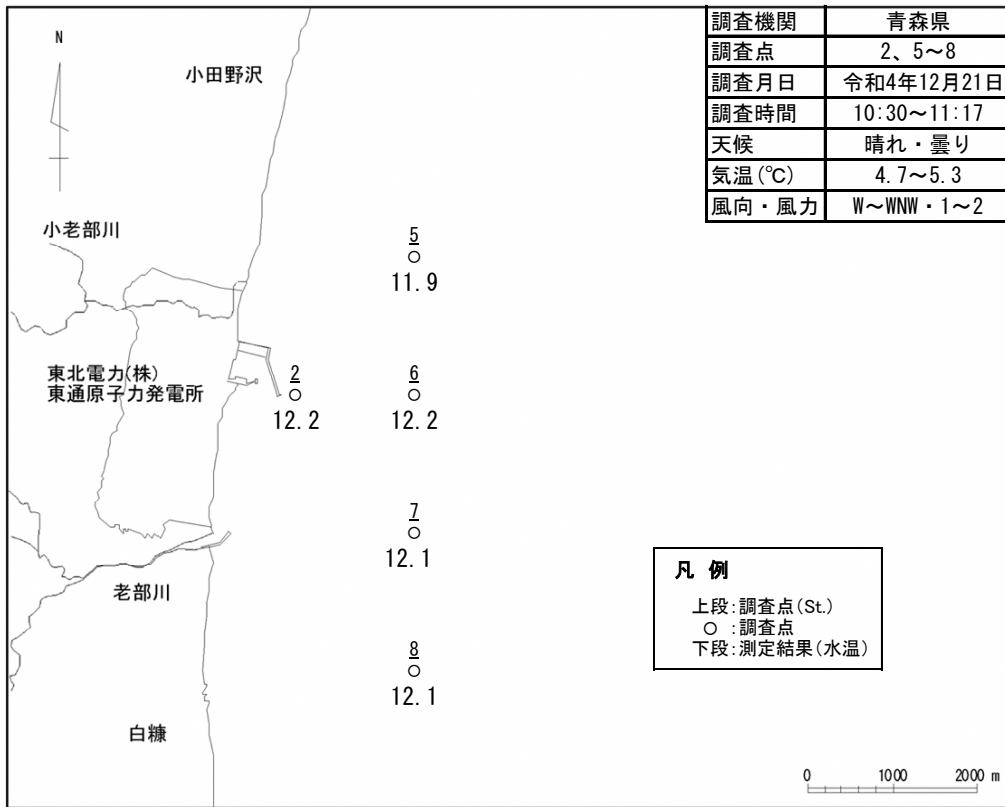 調査機関 青森県
調査点 2、5~8
調査月日 令和4年12月21日
調査時間 10:30~11:17
天候 晴れ・曇り
気温(℃) 4.7~5.3
風向・風力 W~WNW・1~2
N
小田野沢
小老部川
5
11.9
東北電力(株)
東通原子力発電所
2
12.2
6
12.2
7
12.1
老部川
8
12.1
白糠
凡 例
上段:調査点(St.)
○ :調査点
下段:測定結果(水温)
0 1000 2000 m